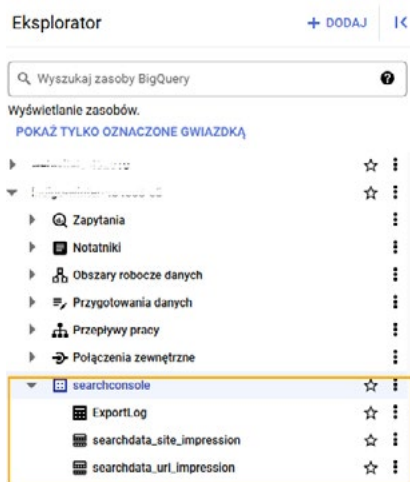 Eksplorator + DODAJ
Wyszukaj zasoby BigQuery
Wyświetlanie zasobów.
POKAŻ TYLKO OZNACZONE GWIAZDKĄ
Zapytania
Notatniki
Obszary robocze danych
Przygotowania danych
Przepływy pracy
Połączenia zewnętrzne
searchconsole
ExportLog
searchdata_site_impression
searchdata_url_impression